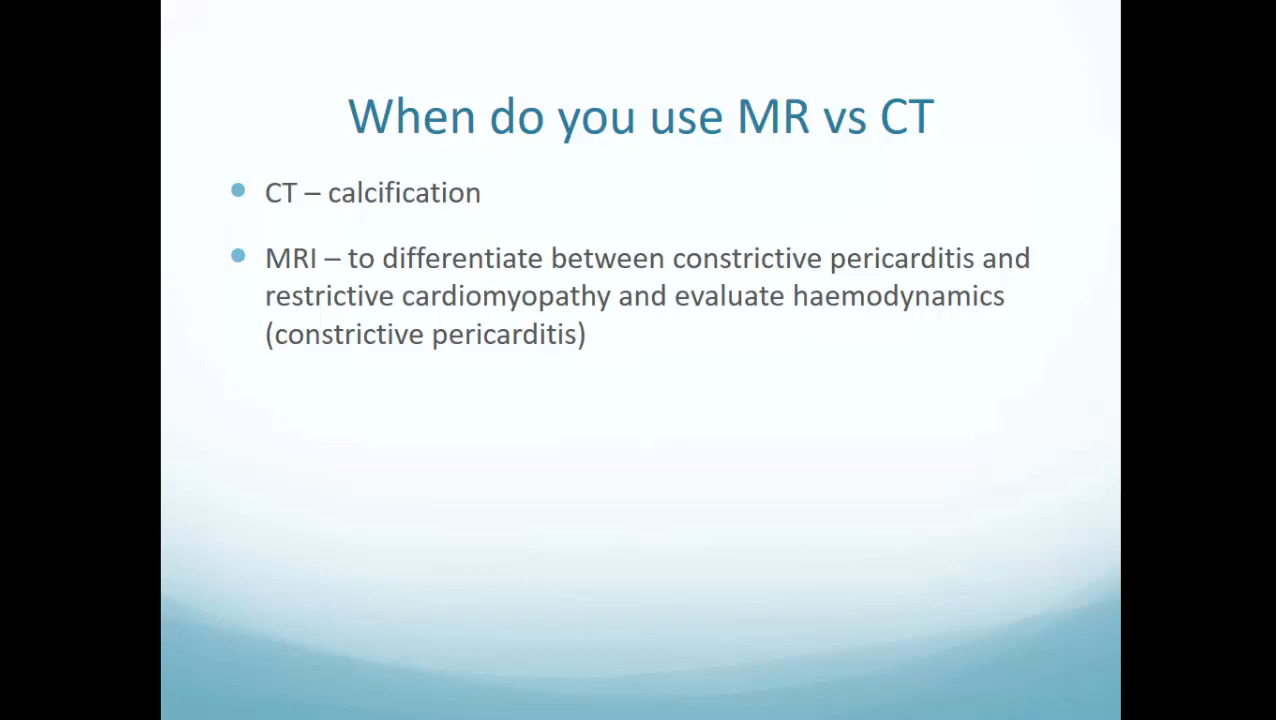 When do you use MR vs CT
CT – calcification
MRI – to differentiate between constrictive pericarditis and
restrictive cardiomyopathy and evaluate haemodynamics
(constrictive pericarditis)